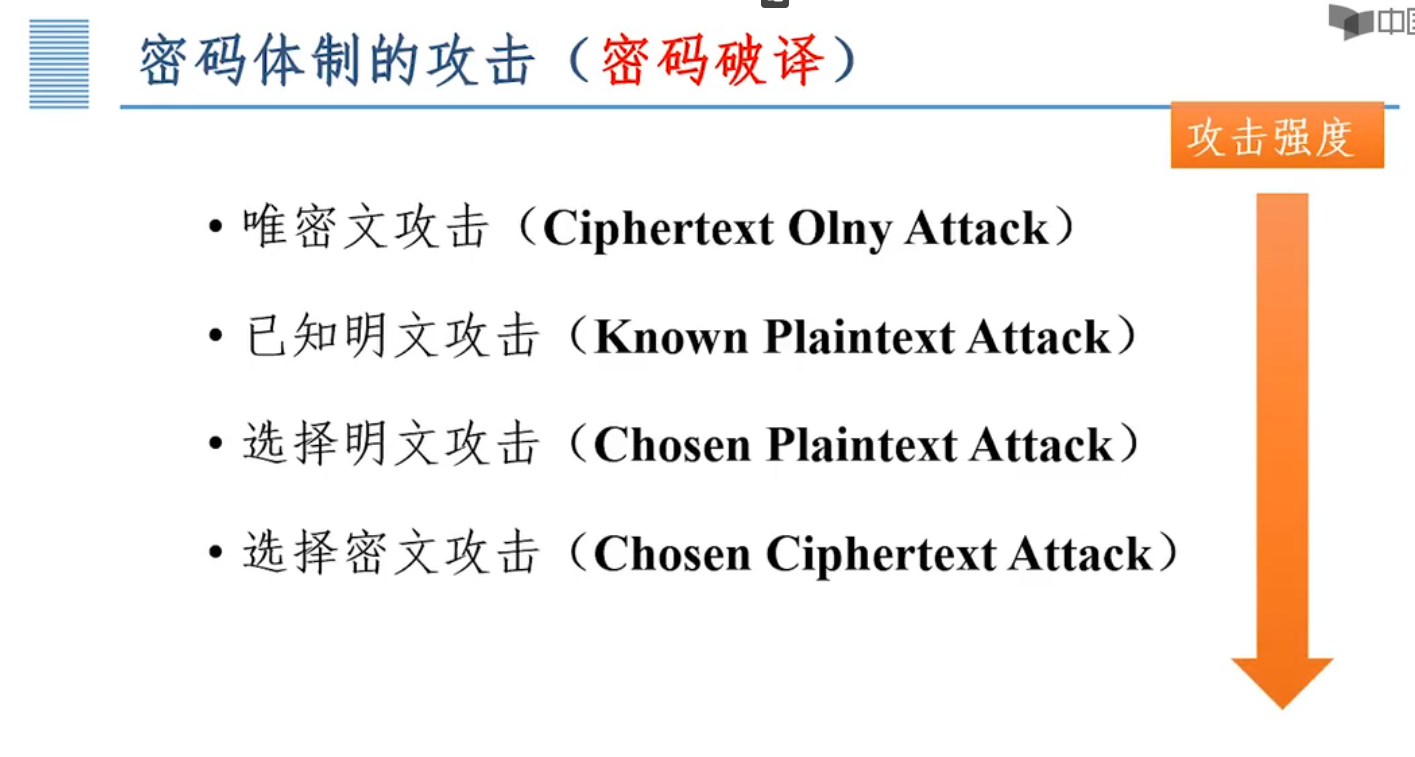 密码体制的攻击（密码破译）
攻击强度
• 唯密文攻击（Ciphertext Olny Attack）
• 已知明文攻击（Known Plaintext Attack）
• 选择明文攻击（Chosen Plaintext Attack）
• 选择密文攻击（Chosen Ciphertext Attack）